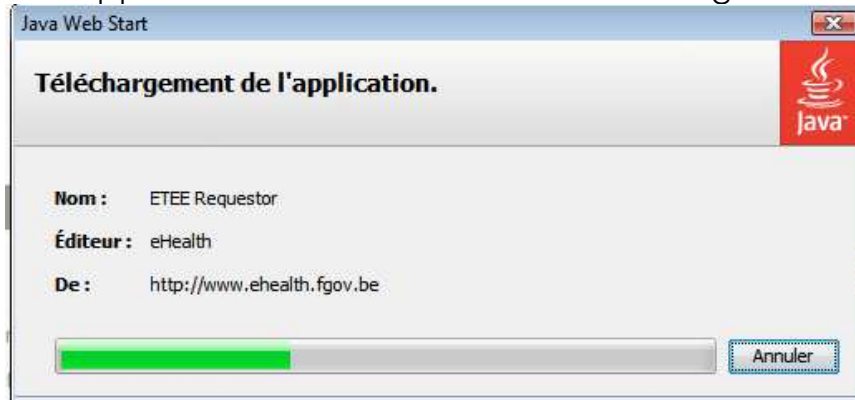 Java Web Start
Téléchargement de l'application.
Java
Nom : ETEE Requestor
Éditeur : eHealth
De : http://www.ehealth.fgov.be
Annuler